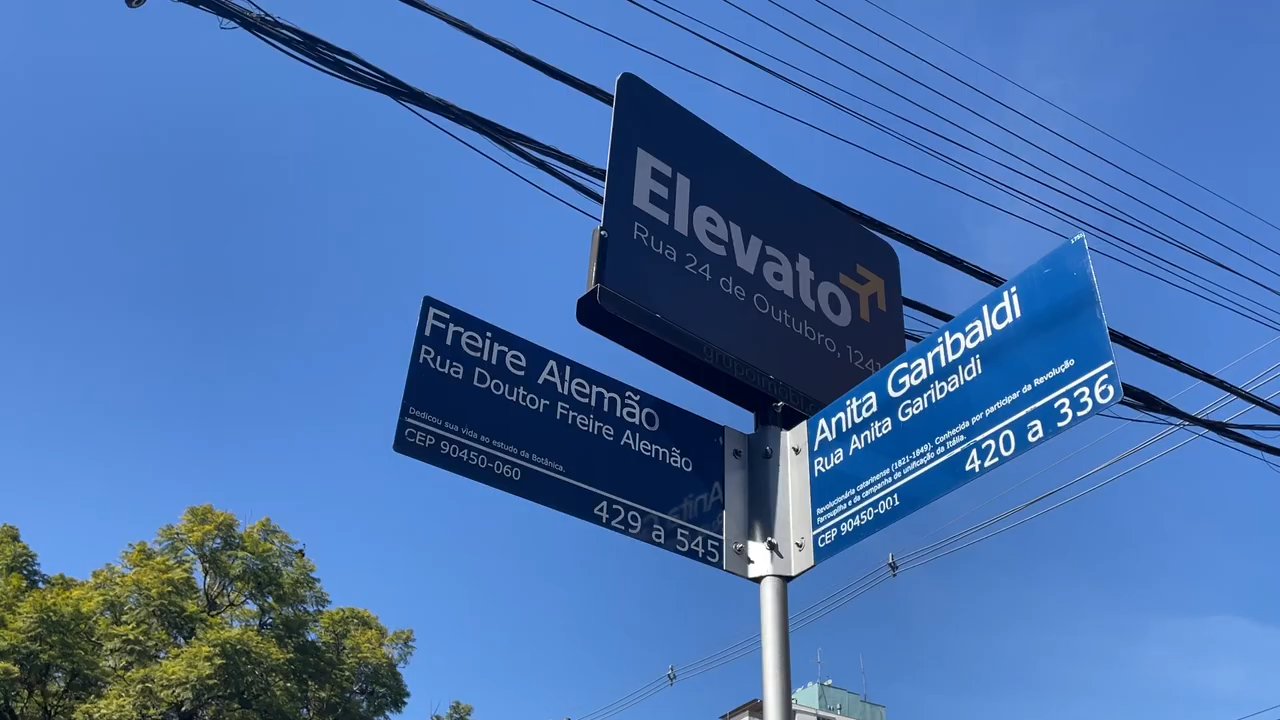 Elevato
Rua 24 de Outubro, 1241
Freire Alemão
Rua Doutor Freire Alemão
Dedicou sua vida ao estudo da Botânica.
CEP 90450-060
429 a 545
Anita Garibaldi
Rua Anita Garibaldi
Revolucionária catarinense (1821-1849). Conhecida por participar da Revolução
Farroupilha e da campanha de unificação da Itália.
420 a 336
CEP 90450-001